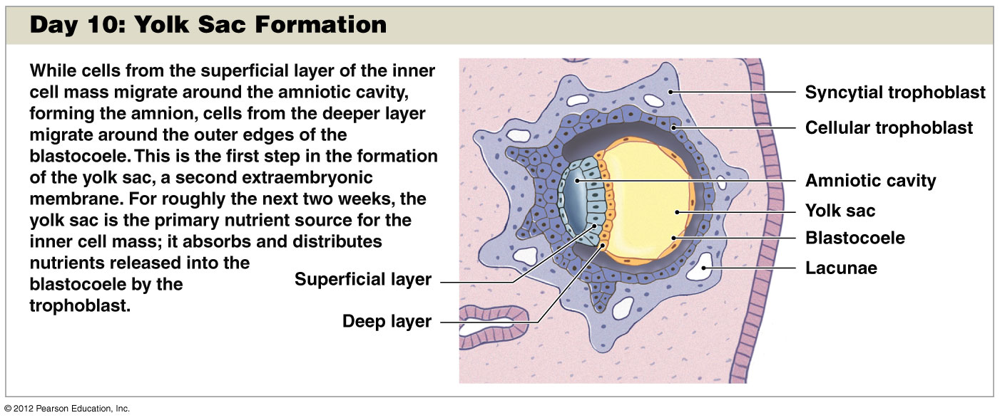 Day 10: Yolk Sac Formation
While cells from the superficial layer of the inner
cell mass migrate around the amniotic cavity,
forming the amnion, cells from the deeper layer
migrate around the outer edges of the
blastocoele. This is the first step in the formation
of the yolk sac, a second extraembryonic
membrane. For roughly the next two weeks, the
yolk sac is the primary nutrient source for the
inner cell mass; it absorbs and distributes
nutrients released into the
blastocoele by the
trophoblast.
Superficial layer
Deep layer
Syncytial trophoblast
Cellular trophoblast
Amniotic cavity
Yolk sac
Blastocoele
Lacunae
© 2012 Pearson Education, Inc.